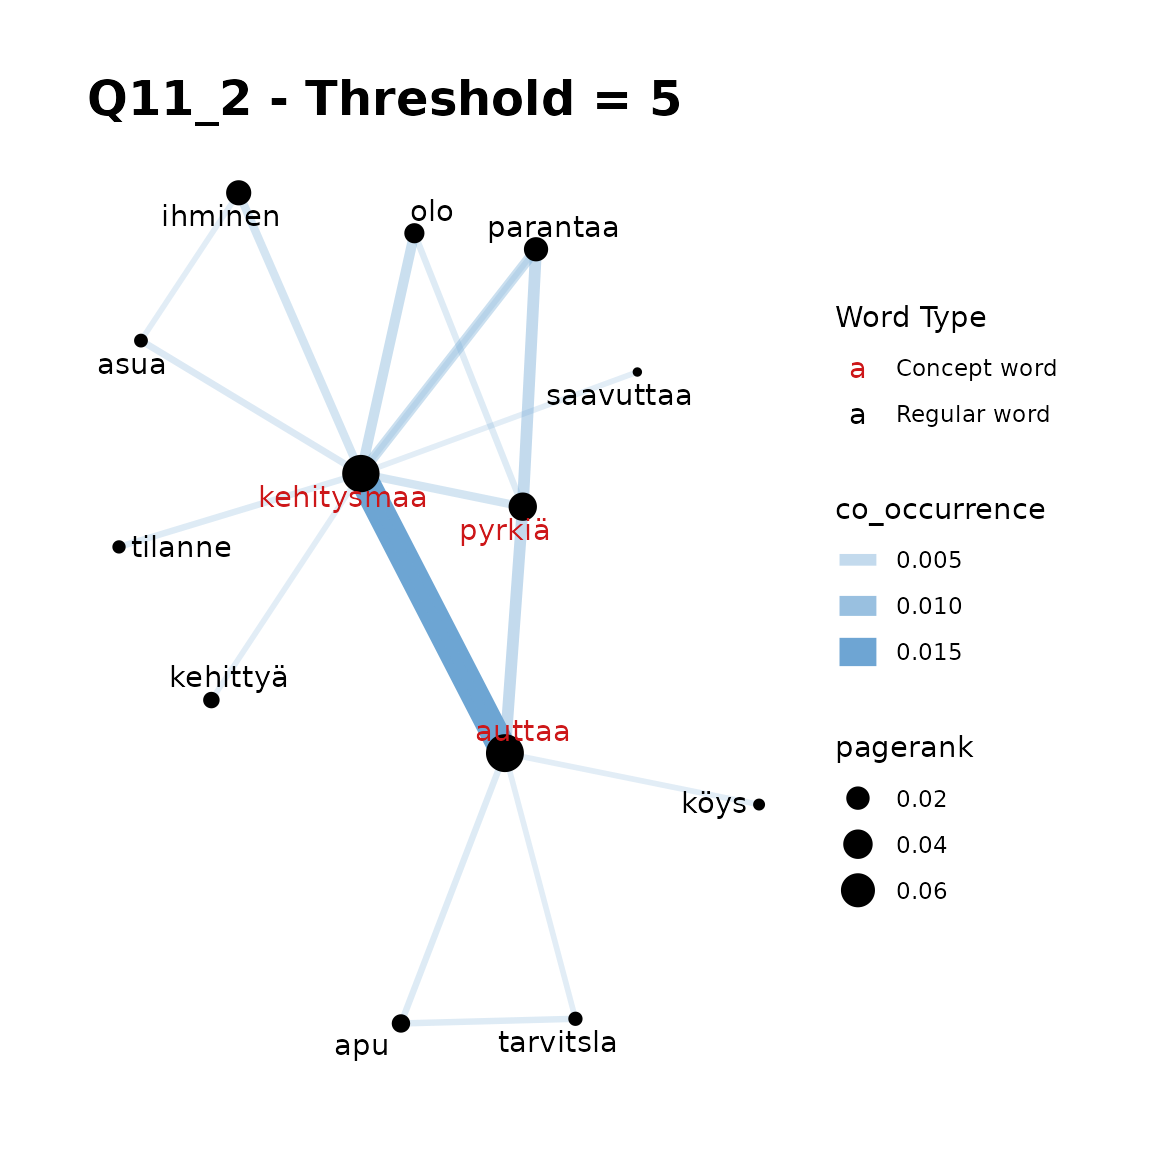 Q11_2 - Threshold = 5
ihminen
olo
parantaa
asua
saavuttaa
kehitysmaa
pyrkiä
tilanne
kehittyä
auttaa
köys
apu
tarvitsla
Word Type
a Concept word
a Regular word
co_occurrence
0.005
0.010
0.015
pagerank
0.02
0.04
0.06